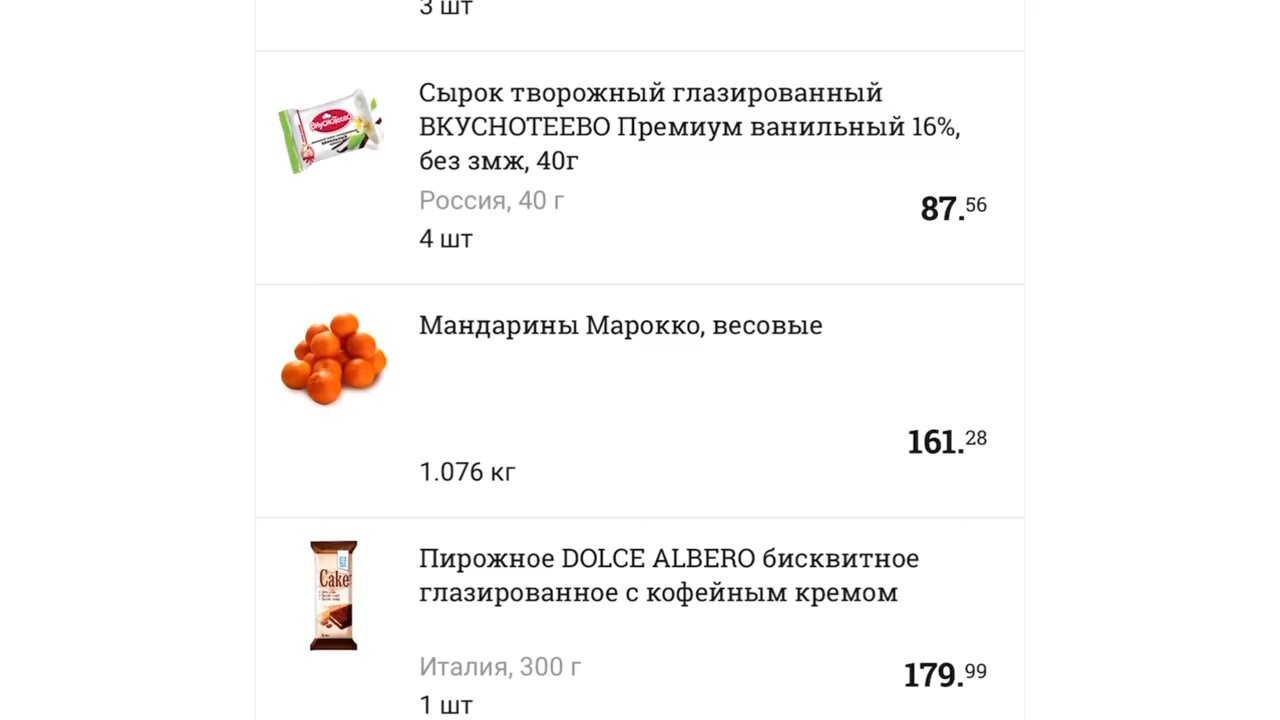 3 шт
Сырок творожный глазированный
ВКУСНОТЕЕВО Премиум ванильный 16%,
без змж, 40г
Россия, 40 г
87.56
4 шт
ВКУСНОТЕЕВО
Мандарины Марокко, весовые
161.28
1.076 кг
Пирожное DOLCE ALBERO бисквитное
глазированное с кофейным кремом
Cake
Италия, 300 г
179.99
1 шт